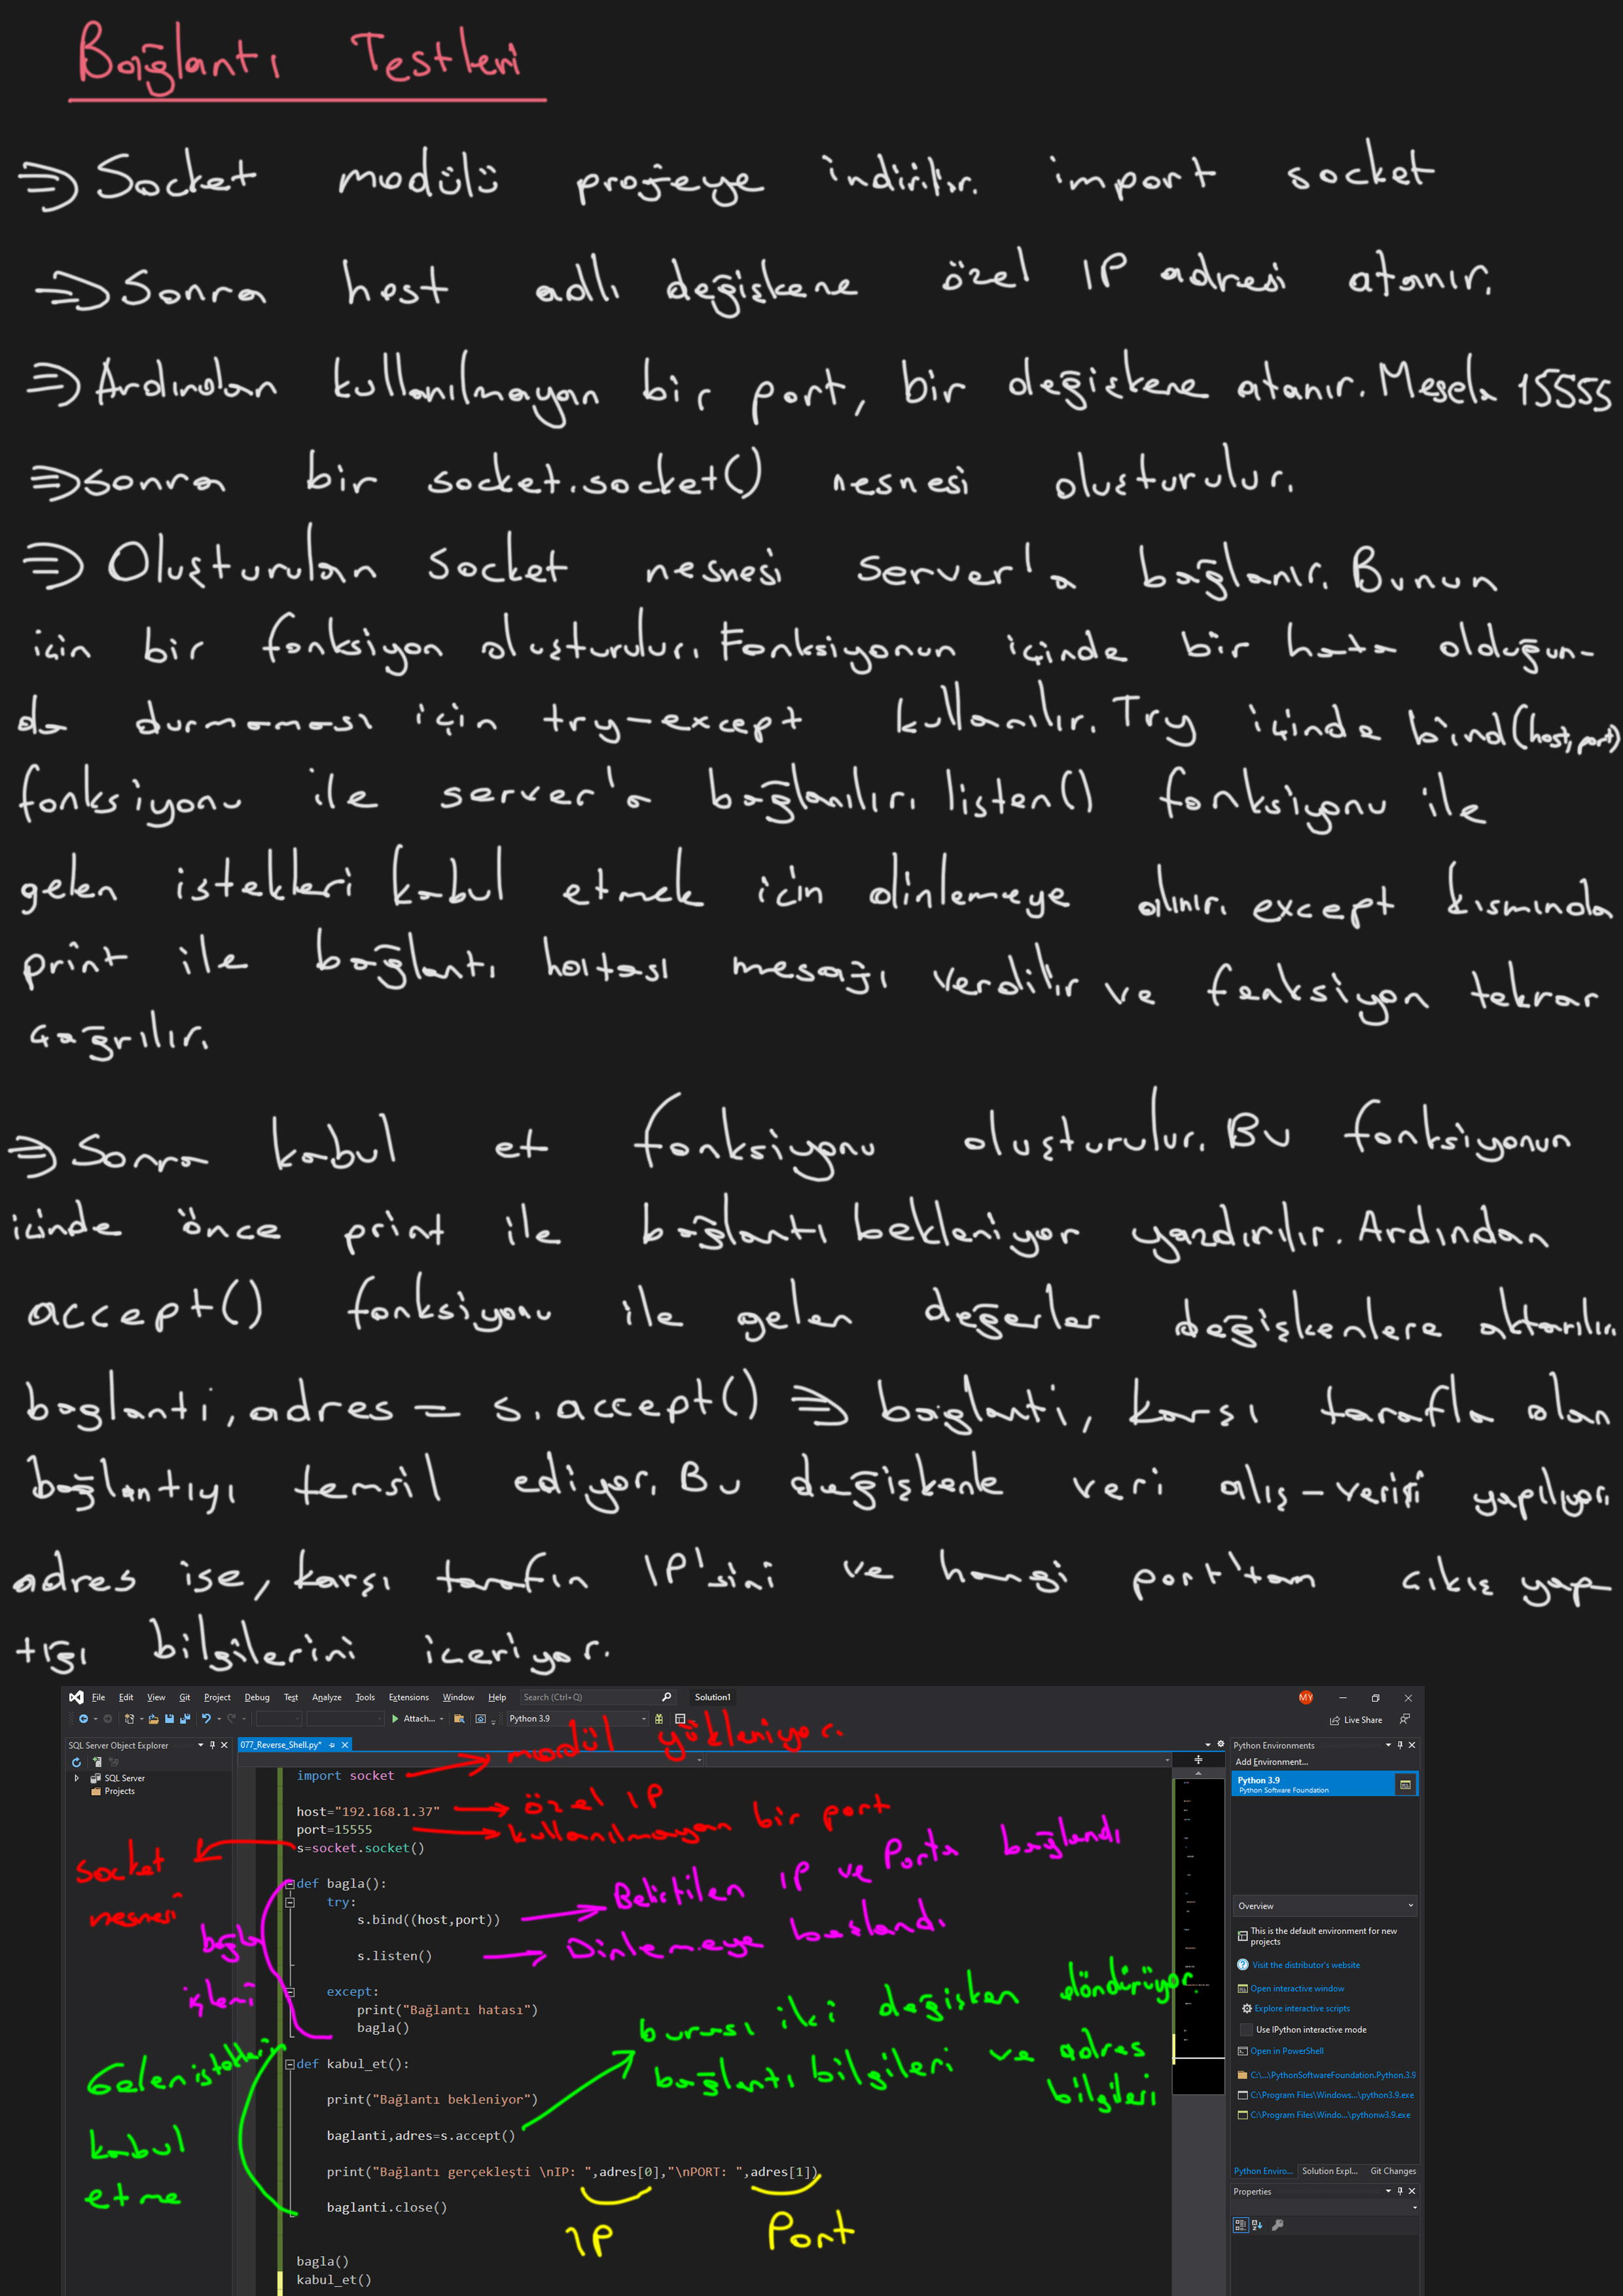 Bağlantı Testleri
⇒ Socket modülü projeye indirilir. import socket
⇒ Sonra host adlı değişkene özel IP adresi atanır.
⇒ Ardından kullanılmayan bir port, bir değişkene atanır. Mesela 15555
⇒ sonra bir socket.socket() nesnesi oluşturulur.
⇒ Oluşturulan socket nesnesi server'a bağlanır. Bunun
için bir fonksiyon oluşturulur. Fonksiyonun içinde bir hata olduğun-
da durmaması için try-except kullanılır. Try içinde bind(host,port)
fonksiyonu ile server'a bağlanılır. listen() fonksiyonu ile
gelen istekleri kabul etmek için dinlemeye alınır. except kısmında
print ile bağlantı hatası mesajı verdilir ve fonksiyon tekrar
çağrılır.
⇒ Sonra kabul et fonksiyonu oluşturulur. Bu fonksiyonun
içinde önce print ile bağlantı bekleniyor yazdırılır. Ardından
accept() fonksiyonu ile gelen değerler değişkenlere aktarılır.
baglanti, adres = s.accept() ⇒ baglanti, karşı tarafla olan
bağlantıyı temsil ediyor. Bu değişkenle veri alış-verişi yapılıyor.
adres ise, karşı tarafın IP'sini ve hangi port'tan çıkış yap-
tığı bilgilerini içeriyor.
File Edit View Git Project Debug Test Analyze Tools Extensions Window Help Search (Ctrl+Q) Solution1 MY
Attach... Python 3.9 Live Share
SQL Server Object Explorer
SQL Server
Projects
077_Reverse_Shell.py*
import socket → modül yükleniyor.
host="192.168.1.37" → özel IP
port=15555 → kullanılmayan bir port
s=socket.socket()
socket
nesnesi
def bagla():
try:
s.bind((host,port)) → Belirtilen IP ve Porta bağlandı
s.listen() → Dinlemeye başlandı
bağla
işlemi
except:
print("Bağlantı hatası")
bagla()
burası iki değişken döndürüyor.
bağlantı bilgileri ve adres
bilgileri
Gelen isteklerin
kabul
etme
def kabul_et():
print("Bağlantı bekleniyor")
baglanti,adres=s.accept()
print("Bağlantı gerçekleşti \nIP: ",adres[0],"\nPORT: ",adres[1])
IP Port
baglanti.close()
bagla()
kabul_et()
Python Environments
Add Environment...
Python 3.9
Python Software Foundation
Overview
This is the default environment for new
projects
Visit the distributor's website
Open interactive window
Explore interactive scripts
Use IPython interactive mode
Open in PowerShell
C:\...\PythonSoftwareFoundation.Python.3.9
C:\Program Files\Windows...\python3.9.exe
C:\Program Files\Windo...\pythonw3.9.exe
Python Enviro... Solution Expl... Git Changes
Properties